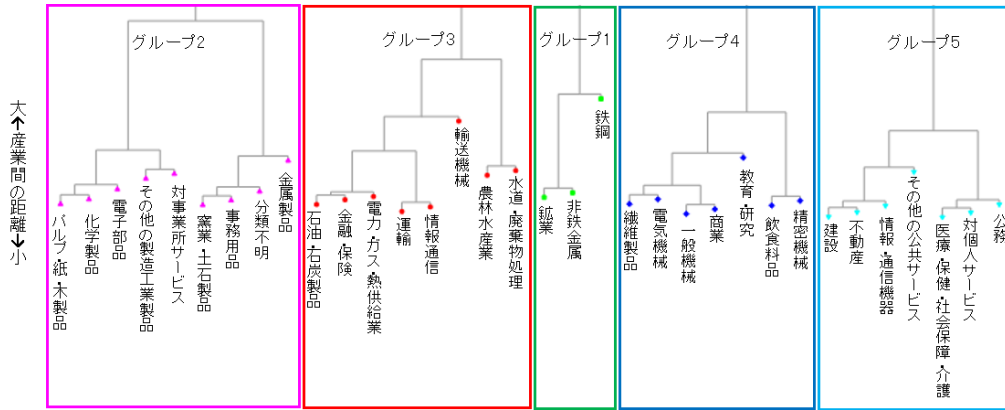 大↑産業間の距離↓小
グループ2
パルプ・紙・木製品
化学製品
電子部品
その他の製造工業製品
対事業所サービス
窯業・土石製品
事務用品
分類不明
金属製品
グループ3
石油・石炭製品
金融・保険
電力・ガス・熱供給業
運輸
情報通信
輸送機械
農林水産業
水道・廃棄物処理
グループ1
鉱業
非鉄金属
鉄鋼
グループ4
繊維製品
電気機械
一般機械
商業
教育・研究
飲食料品
精密機械
グループ5
建設
不動産
情報・通信機器
その他の公共サービス
医療・保健・社会保障・介護
対個人サービス
公務